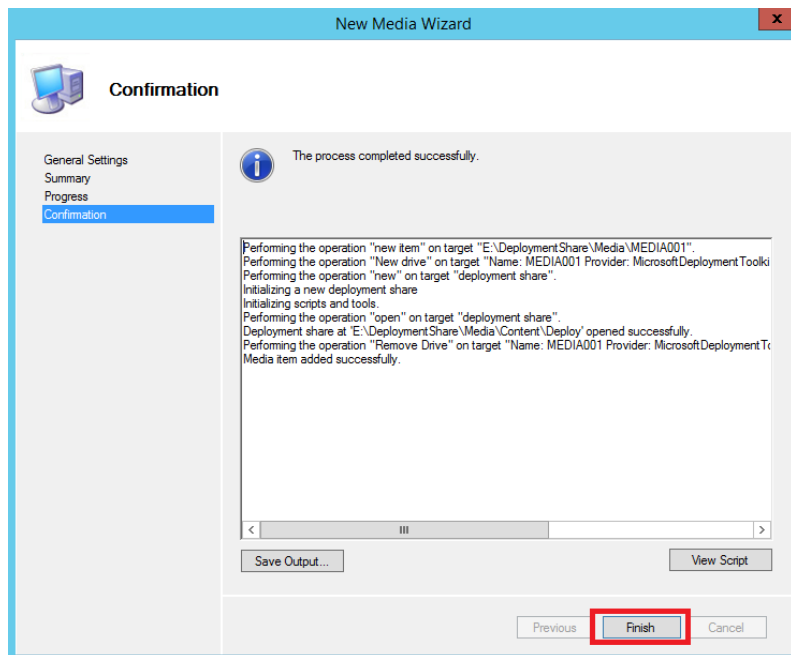 New Media Wizard
x
Confirmation
General Settings
Summary
Progress
Confirmation
The process completed successfully.
Performing the operation "new item" on target "E:\DeploymentShare\Media\MEDIA001".
Performing the operation "New drive" on target "Name: MEDIA001 Provider: MicrosoftDeploymentToolki
Performing the operation "new" on target "deployment share".
Initializing a new deployment share
Initializing scripts and tools.
Performing the operation "open" on target "deployment share".
Deployment share at 'E:\DeploymentShare\Media\Content\Deploy' opened successfully.
Performing the operation "Remove Drive" on target "Name: MEDIA001 Provider: MicrosoftDeploymentTo
Media item added successfully.
Save Output...
View Script
Previous
Finish
Cancel